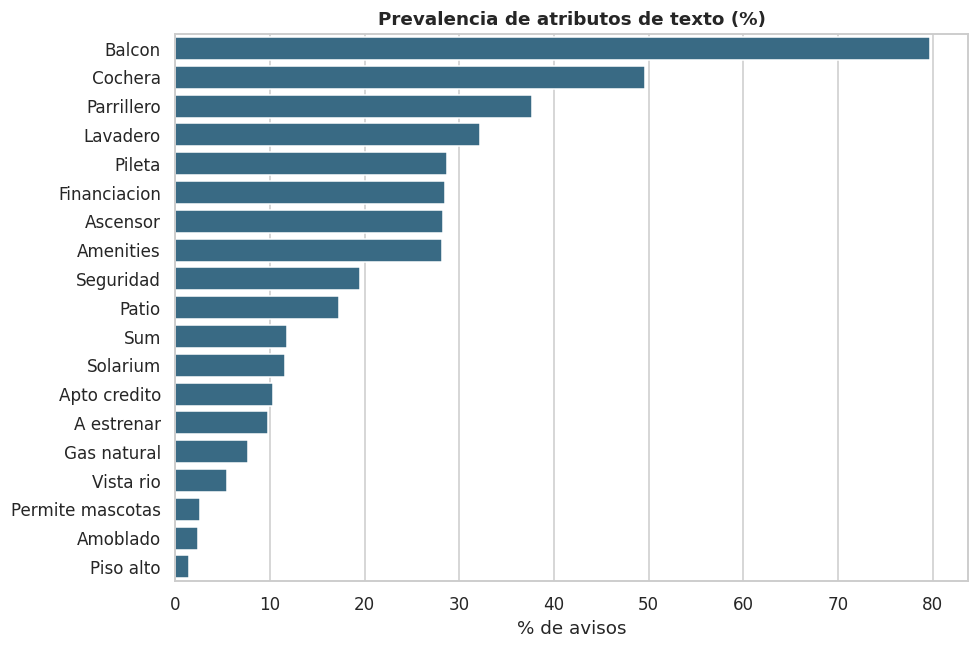 Prevalencia de atributos de texto (%)
Balcon
Cochera
Parrillero
Lavadero
Pileta
Financiacion
Ascensor
Amenities
Seguridad
Patio
Sum
Solarium
Apto credito
A estrenar
Gas natural
Vista rio
Permite mascotas
Amoblado
Piso alto
0 10 20 30 40 50 60 70 80
% de avisos